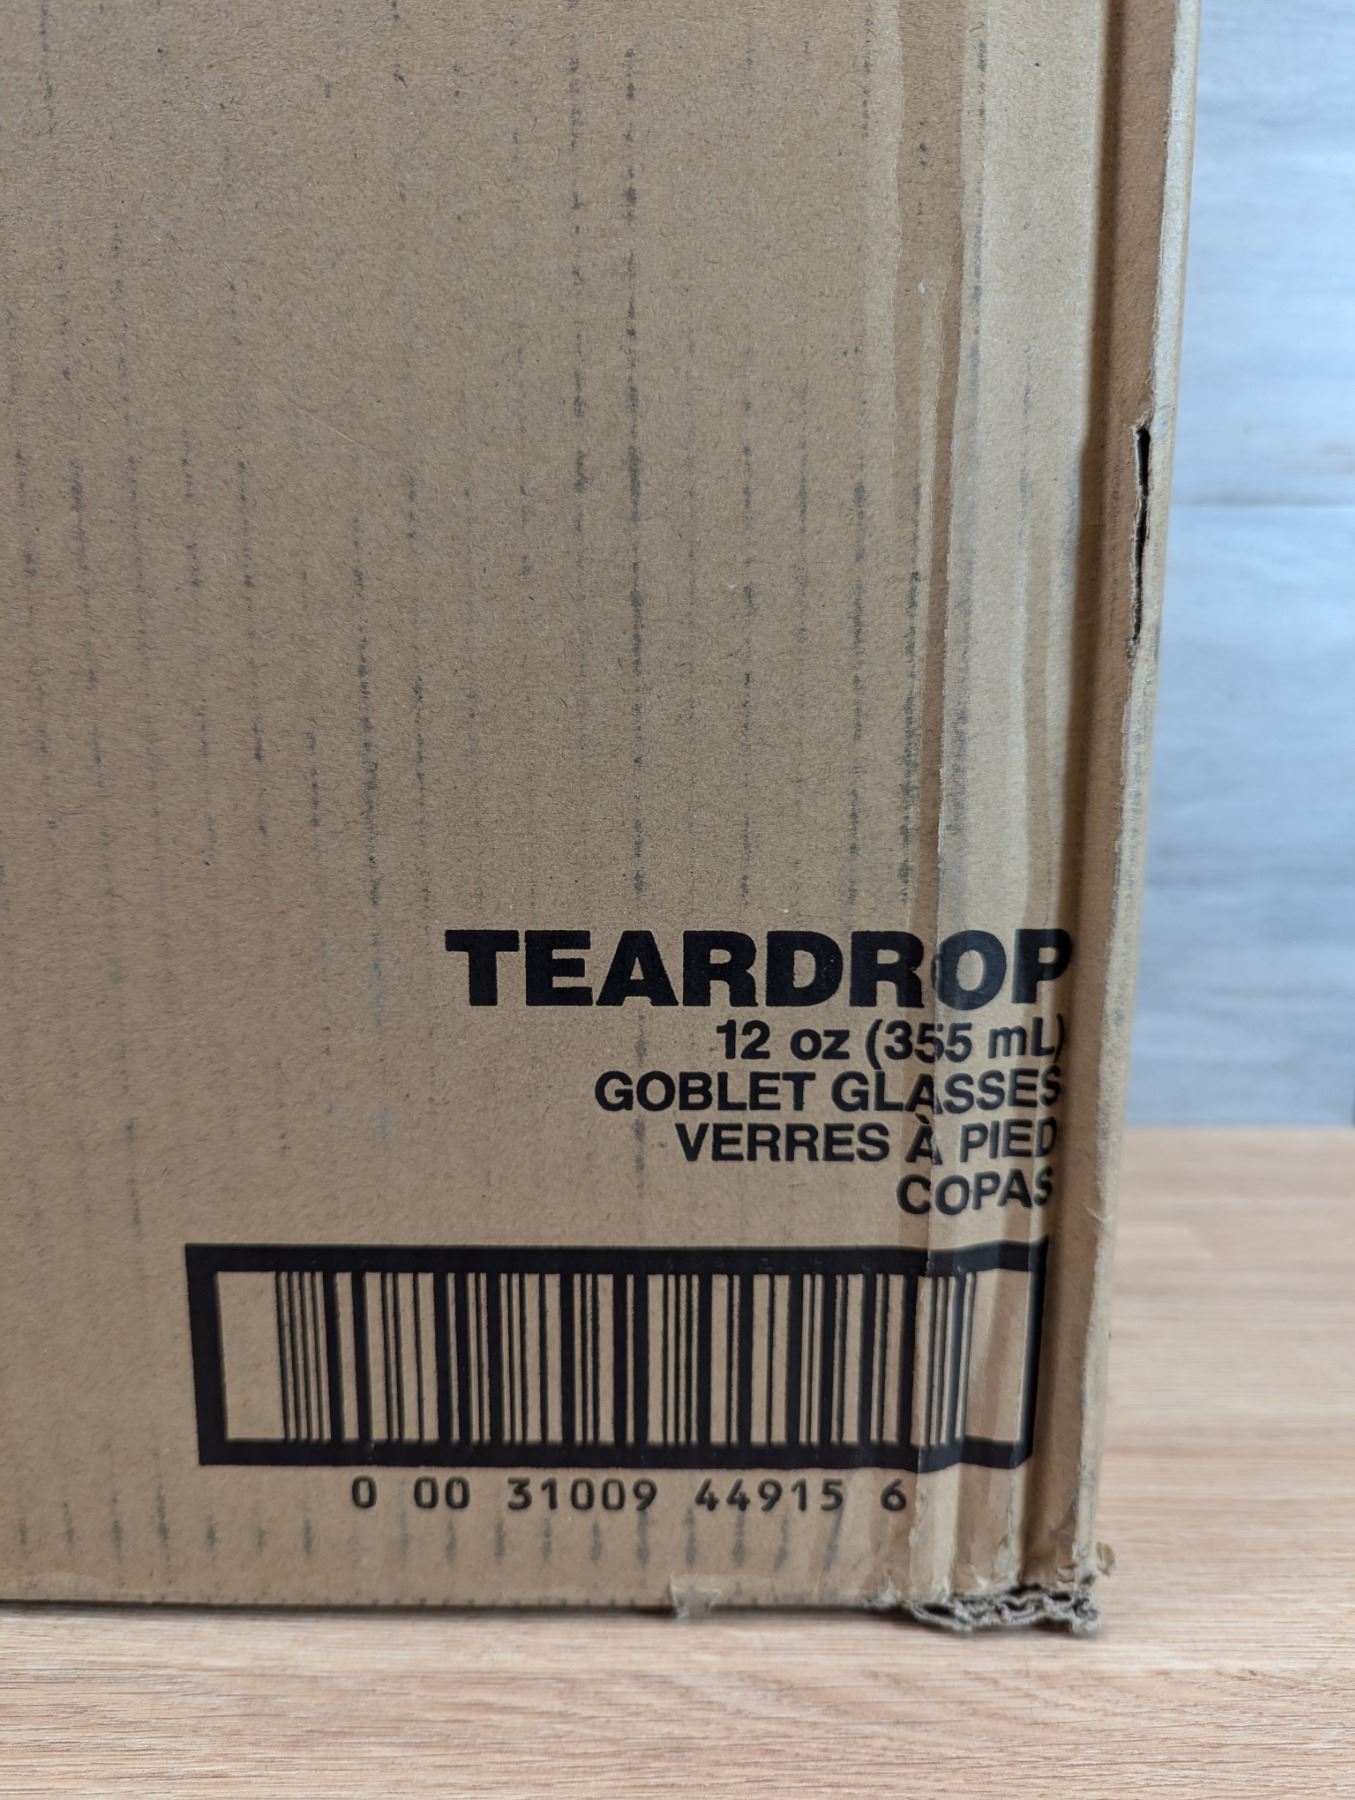 TEARDROP
12 oz (355 mL)
GOBLET GLASSES
VERRES À PIED
COPAS
0 00 31009 44915 6